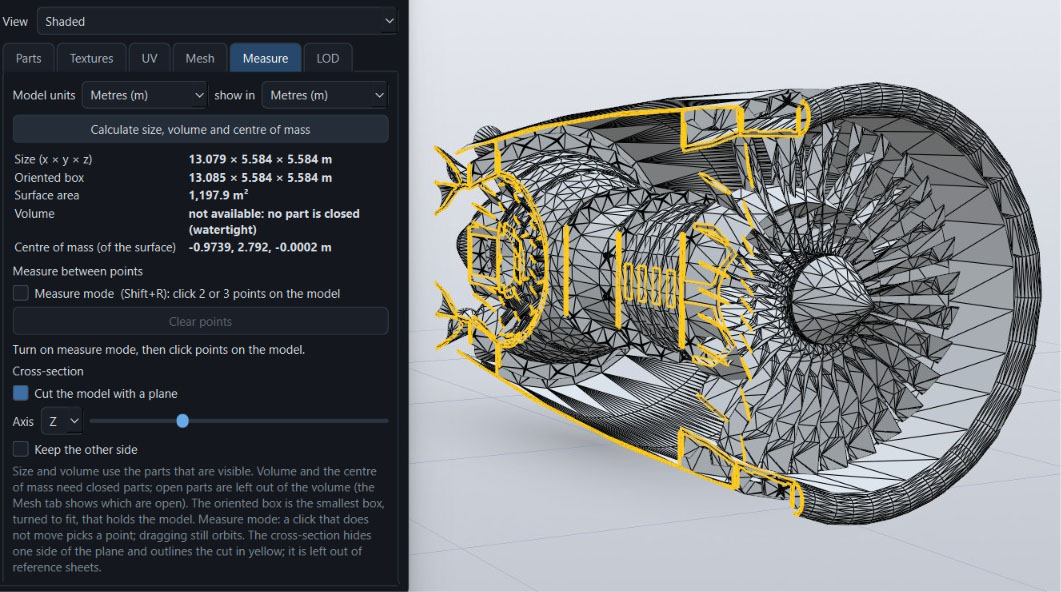 View Shaded
Parts Textures UV Mesh Measure LOD
Model units Metres (m) show in Metres (m)
Calculate size, volume and centre of mass
Size (x × y × z) 13.079 × 5.584 × 5.584 m
Oriented box 13.085 × 5.584 × 5.584 m
Surface area 1,197.9 m²
Volume not available: no part is closed
(watertight)
Centre of mass (of the surface) -0.9739, 2.792, -0.0002 m
Measure between points
Measure mode (Shift+R): click 2 or 3 points on the model
Clear points
Turn on measure mode, then click points on the model.
Cross-section
Cut the model with a plane
Axis Z
Keep the other side
Size and volume use the parts that are visible. Volume and the centre
of mass need closed parts; open parts are left out of the volume (the
Mesh tab shows which are open). The oriented box is the smallest box,
turned to fit, that holds the model. Measure mode: a click that does
not move picks a point; dragging still orbits. The cross-section hides
one side of the plane and outlines the cut in yellow; it is left out of
reference sheets.